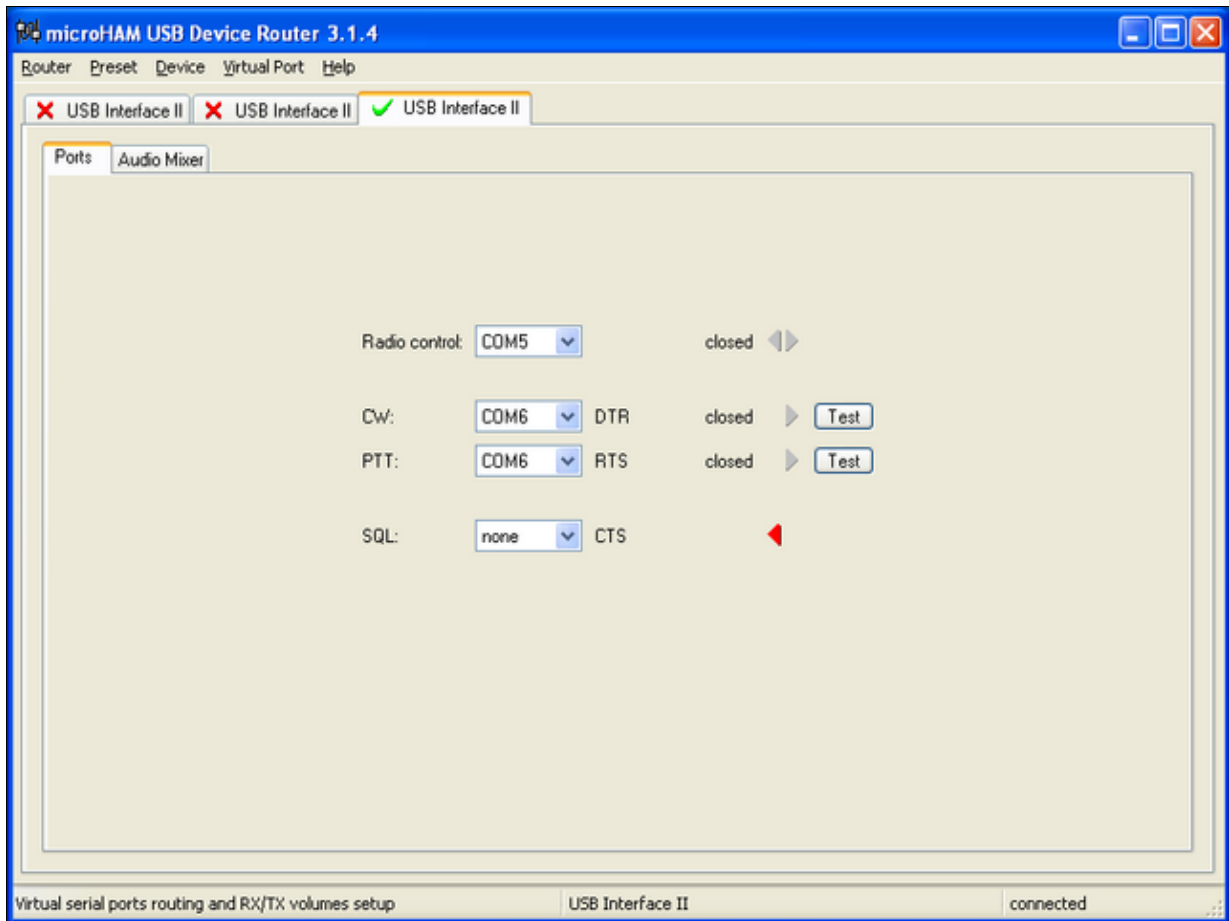 microHAM USB Device Router 3.1.4
Router Preset Device Virtual Port Help
USB Interface II USB Interface II USB Interface II
Ports Audio Mixer
Radio control: COM5 closed
CW: COM6 DTR closed Test
PTT: COM6 RTS closed Test
SQL: none CTS
Virtual serial ports routing and RX/TX volumes setup USB Interface II connected